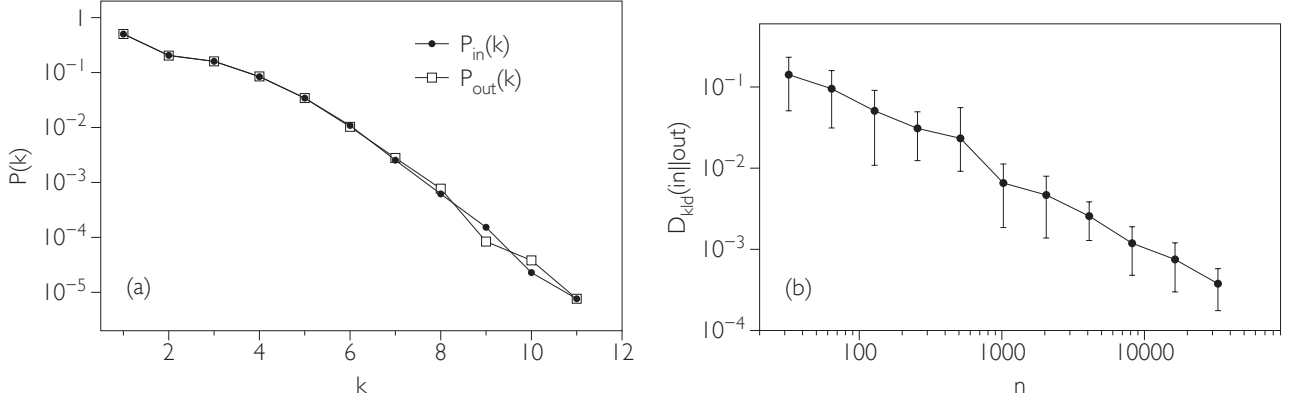 1
10⁻¹
10⁻²
10⁻³
10⁻⁴
10⁻⁵
P(k)
P_in(k)
P_out(k)
(a)
2 4 6 8 10 12
k
10⁻¹
10⁻²
10⁻³
10⁻⁴
D_kld(in||out)
(b)
100 1000 10000
n